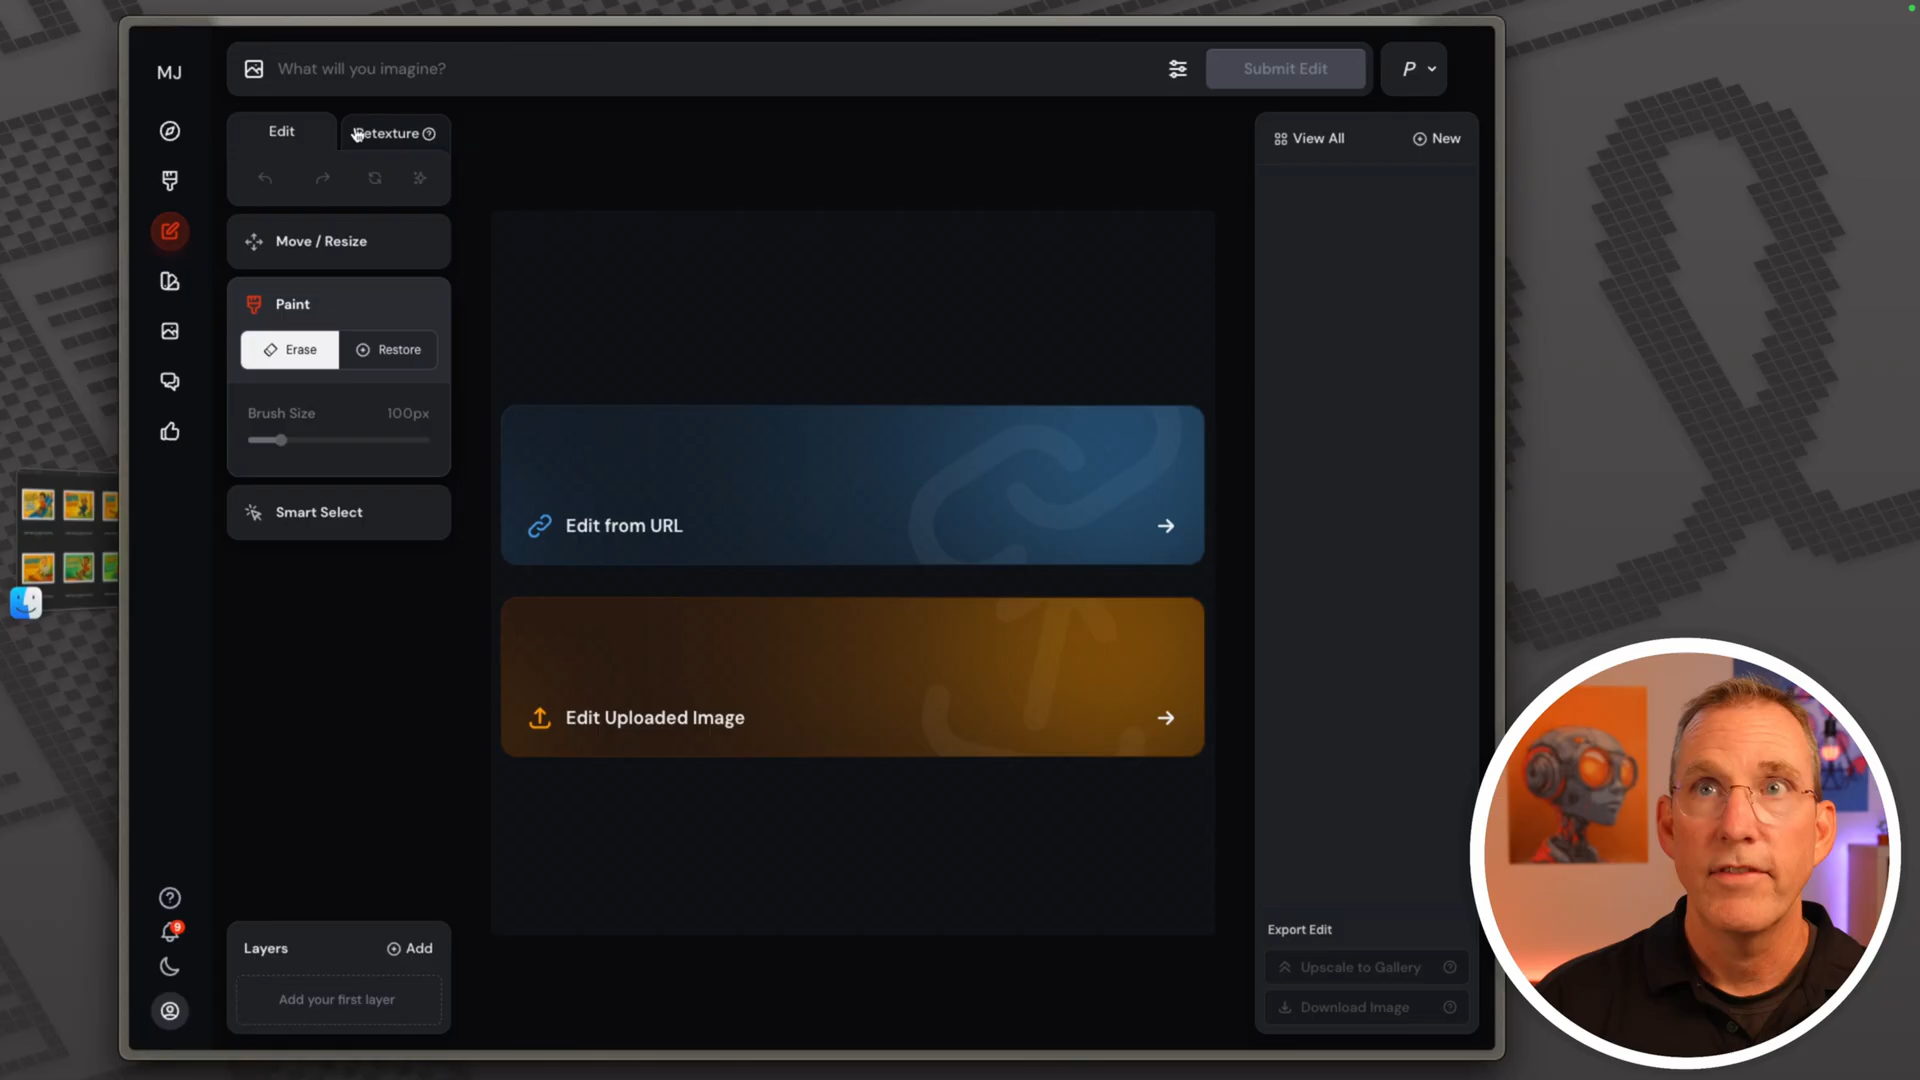 MJ
What will you imagine?
Submit Edit
P
Edit
etexture
View All
New
Move / Resize
Paint
Erase
Restore
Brush Size
100px
Smart Select
Edit from URL
Edit Uploaded Image
9
Layers
Add
Add your first layer
Export Edit
Upscale to Gallery
Download Image